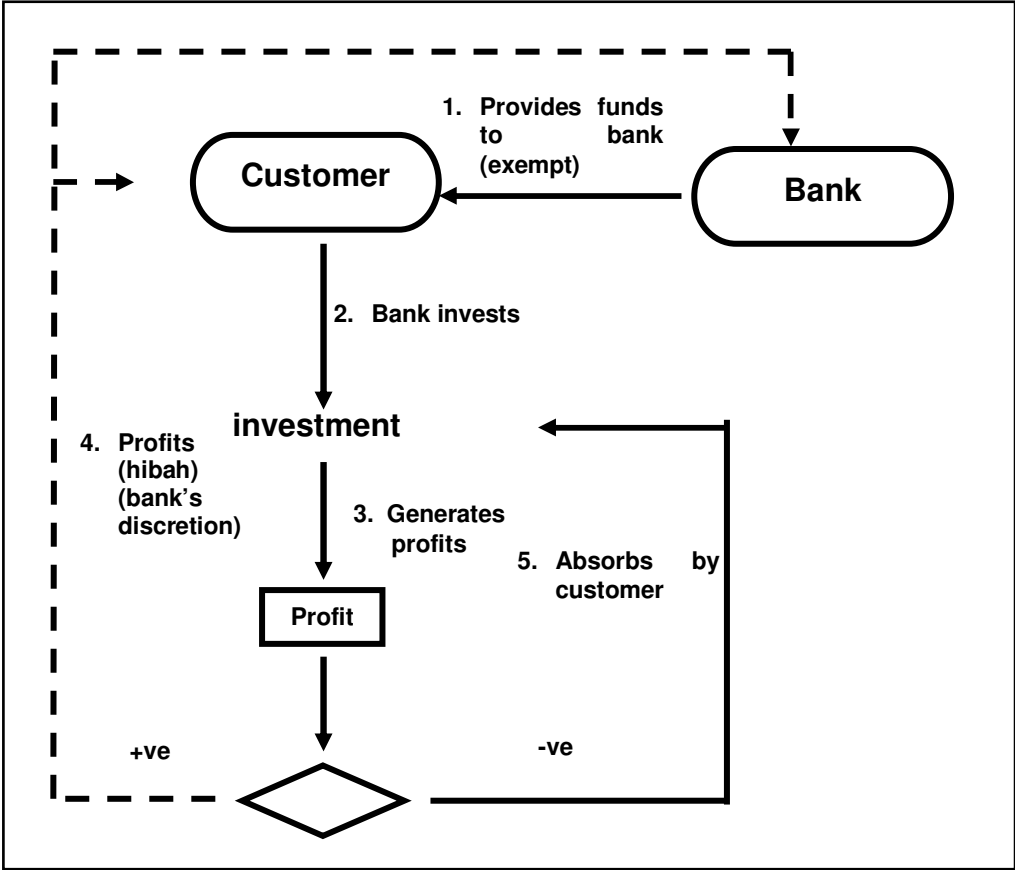 1. Provides funds
to bank
(exempt)
Customer
Bank
2. Bank invests
investment
4. Profits
(hibah)
(bank's
discretion)
3. Generates
profits
5. Absorbs by
customer
Profit
+ve
-ve